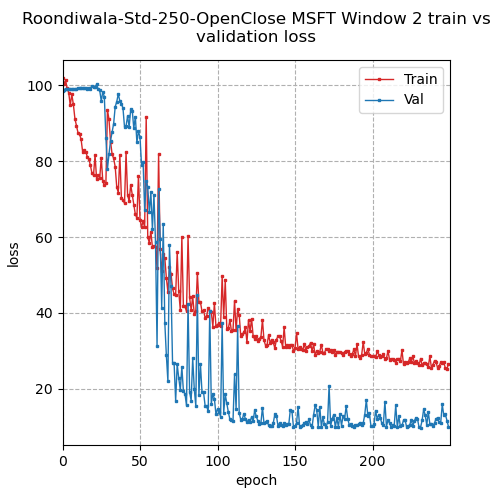 Roondiwala-Std-250-OpenClose MSFT Window 2 train vs
validation loss
Train
Val
loss
100
80
60
40
20
0
50
100
150
200
epoch